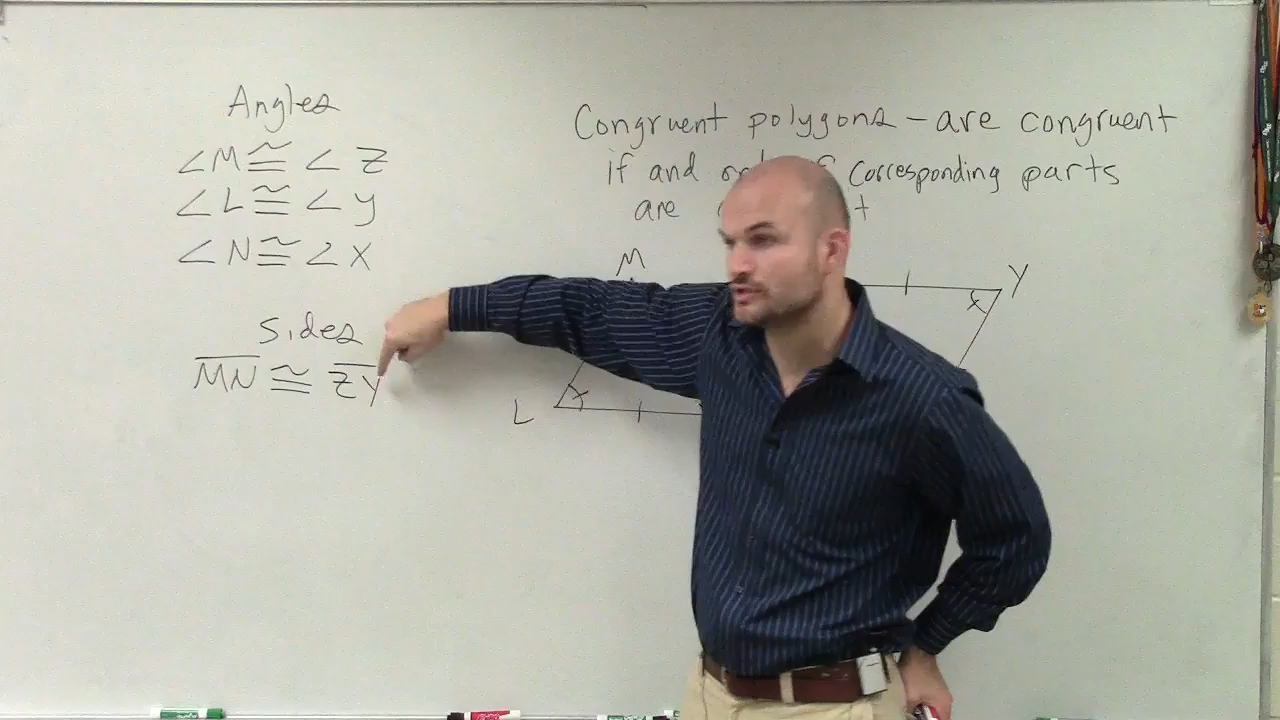 Angles
∠M ≅ ∠Z
∠L ≅ ∠y
∠N ≅ ∠X
Sides
MN ≅ ZY
Congruent polygons – are congruent
if and corresponding parts
are
M
Y
L